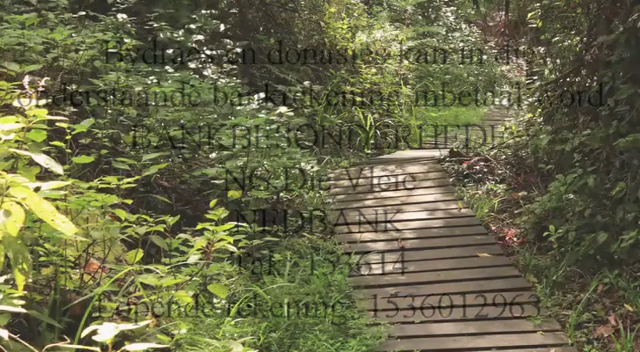 Bydraes en donasies kan in die
onderstaande bankrekening inbetaal word.
BANKBESONDERHEDE
NG Die Vleie
NEDBANK
Tak: 153614
Lopende rekening: 1536012963